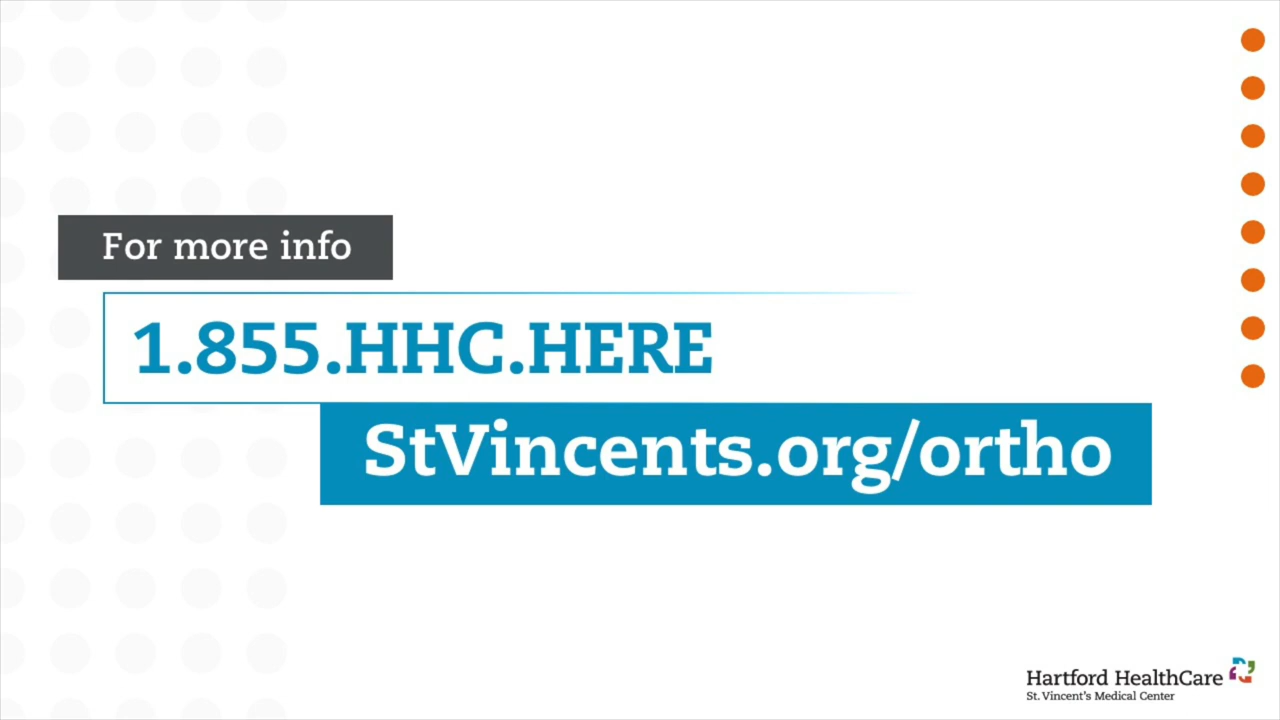 For more info
1.855.HHC.HERE
StVincents.org/ortho
Hartford HealthCare
St. Vincent's Medical Center